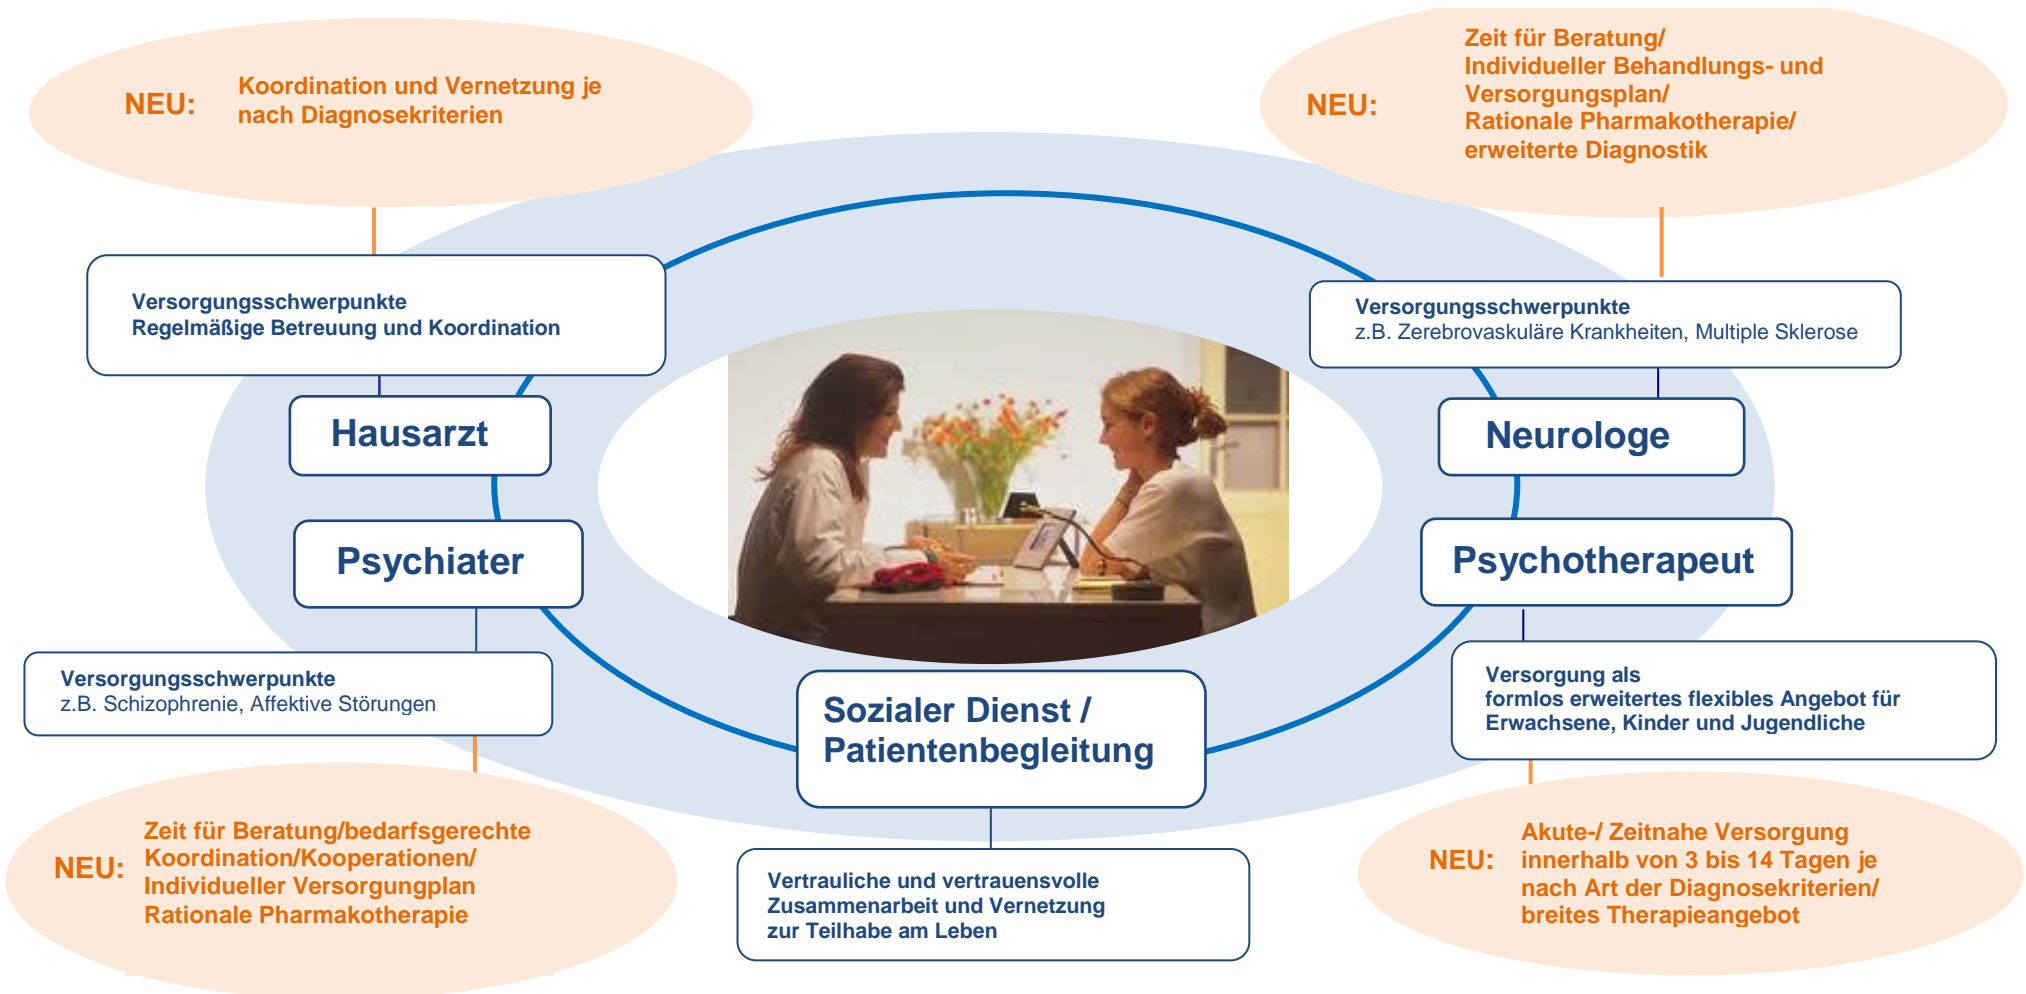 NEU:
Koordination und Vernetzung je
nach Diagnosekriterien
NEU:
Zeit für Beratung/
Individueller Behandlungs- und
Versorgungsplan/
Rationale Pharmakotherapie/
erweiterte Diagnostik
Versorgungsschwerpunkte
Regelmäßige Betreuung und Koordination
Versorgungsschwerpunkte
z.B. Zerebrovaskuläre Krankheiten, Multiple Sklerose
Hausarzt
Neurologe
Psychiater
Psychotherapeut
Versorgungsschwerpunkte
z.B. Schizophrenie, Affektive Störungen
Sozialer Dienst /
Patientenbegleitung
Versorgung als
formlos erweitertes flexibles Angebot für
Erwachsene, Kinder und Jugendliche
NEU:
Zeit für Beratung/bedarfsgerechte
Koordination/Kooperationen/
Individueller Versorgungplan
Rationale Pharmakotherapie
Vertrauliche und vertrauensvolle
Zusammenarbeit und Vernetzung
zur Teilhabe am Leben
NEU:
Akute-/ Zeitnahe Versorgung
innerhalb von 3 bis 14 Tagen je
nach Art der Diagnosekriterien/
breites Therapieangebot